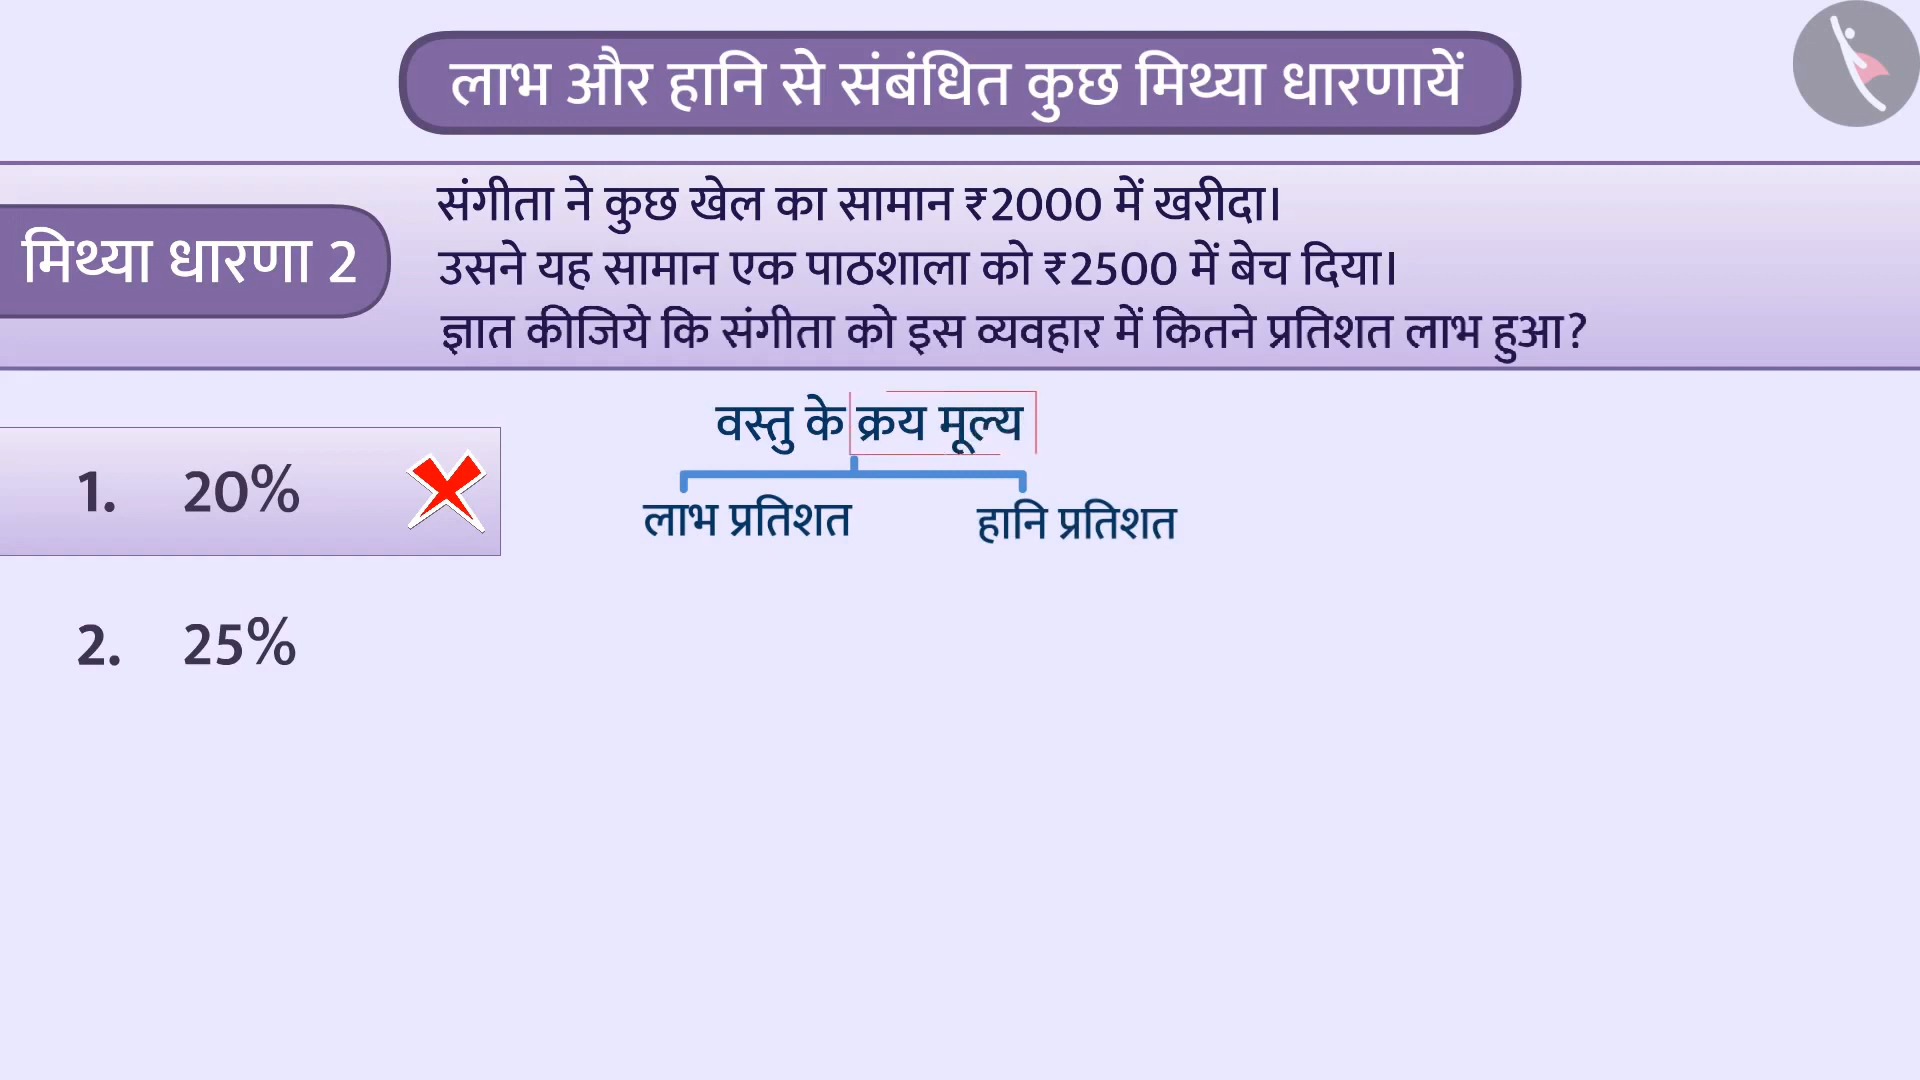 लाभ और हानि से संबंधित कुछ मिथ्या धारणायें
मिथ्या धारणा 2
संगीता ने कुछ खेल का सामान ₹2000 में खरीदा।
उसने यह सामान एक पाठशाला को ₹2500 में बेच दिया।
ज्ञात कीजिये कि संगीता को इस व्यवहार में कितने प्रतिशत लाभ हुआ?
वस्तु के क्रय मूल्य
लाभ प्रतिशत हानि प्रतिशत
1. 20%
2. 25%